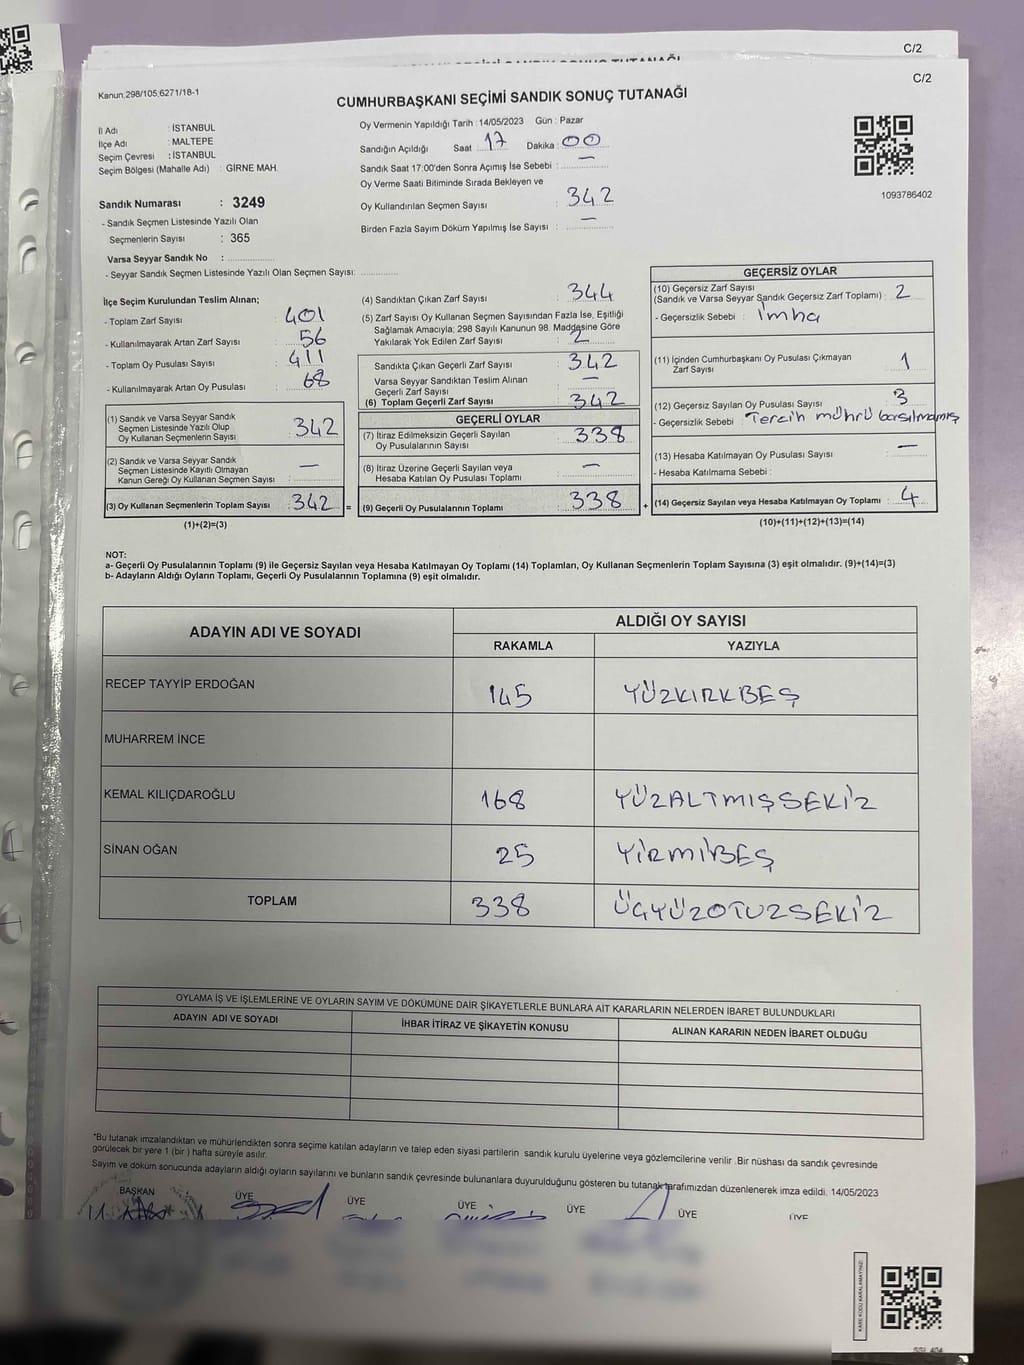 C/2
C/2
Kanun:298/105,6271/18-1
CUMHURBAŞKANI SEÇİMİ SANDIK SONUÇ TUTANAĞI
İl Adı : İSTANBUL
İlçe Adı : MALTEPE
Seçim Çevresi : İSTANBUL
Seçim Bölgesi (Mahalle Adı) : GİRNE MAH.
Oy Vermenin Yapıldığı Tarih :14/05/2023 Gün : Pazar
Sandığın Açıldığı Saat 17 Dakika : 00
Sandık Saat 17:00'den Sonra Açımış İse Sebebi : —
Oy Verme Saati Bitiminde Sırada Bekleyen ve
Oy Kullandırılan Seçmen Sayısı : 342
Birden Fazla Sayım Döküm Yapılmış İse Sayısı : —
1093786402
Sandık Numarası : 3249
- Sandık Seçmen Listesinde Yazılı Olan
Seçmenlerin Sayısı : 365
Varsa Seyyar Sandık No :
- Seyyar Sandık Seçmen Listesinde Yazılı Olan Seçmen Sayısı:
İlçe Seçim Kurulundan Teslim Alınan;
- Toplam Zarf Sayısı : 401
- Kullanılmayarak Artan Zarf Sayısı : 56
- Toplam Oy Pusulası Sayısı : 411
- Kullanılmayarak Artan Oy Pusulası : 68
(1) Sandık ve Varsa Seyyar Sandık
Seçmen Listesinde Yazılı Olup
Oy Kullanan Seçmenlerin Sayısı : 342
(2) Sandık ve Varsa Seyyar Sandık
Seçmen Listesinde Kayıtlı Olmayan
Kanun Gereği Oy Kullanan Seçmen Sayısı : —
(3) Oy Kullanan Seçmenlerin Toplam Sayısı : 342 =
(1)+(2)=(3)
(4) Sandıktan Çıkan Zarf Sayısı : 344
(5) Zarf Sayısı Oy Kullanan Seçmen Sayısından Fazla İse, Eşitliği
Sağlamak Amacıyla; 298 Sayılı Kanunun 98. Maddesine Göre
Yakılarak Yok Edilen Zarf Sayısı : 2
Sandıkta Çıkan Geçerli Zarf Sayısı : 342
Varsa Seyyar Sandıktan Teslim Alınan
Geçerli Zarf Sayısı : —
(6) Toplam Geçerli Zarf Sayısı : 342
GEÇERLİ OYLAR
(7) İtiraz Edilmeksizin Geçerli Sayılan
Oy Pusulalarının Sayısı : 338
(8) İtiraz Üzerine Geçerli Sayılan veya
Hesaba Katılan Oy Pusulası Toplamı : —
(9) Geçerli Oy Pusulalarının Toplamı : 338 +
GEÇERSİZ OYLAR
(10) Geçersiz Zarf Sayısı
(Sandık ve Varsa Seyyar Sandık Geçersiz Zarf Toplamı) : 2
- Geçersizlik Sebebi : imha
(11) İçinden Cumhurbaşkanı Oy Pusulası Çıkmayan
Zarf Sayısı : 1
(12) Geçersiz Sayılan Oy Pusulası Sayısı : 3
- Geçersizlik Sebebi : Tercih mührü basılmamış
(13) Hesaba Katılmayan Oy Pusulası Sayısı : —
- Hesaba Katılmama Sebebi :
(14) Geçersiz Sayılan veya Hesaba Katılmayan Oy Toplamı : 4
(10)+(11)+(12)+(13)=(14)
NOT:
a- Geçerli Oy Pusulalarının Toplamı (9) ile Geçersiz Sayılan veya Hesaba Katılmayan Oy Toplamı (14) Toplamları, Oy Kullanan Seçmenlerin Toplam Sayısına (3) eşit olmalıdır. (9)+(14)=(3)
b- Adayların Aldığı Oyların Toplamı, Geçerli Oy Pusulalarının Toplamına (9) eşit olmalıdır.
ADAYIN ADI VE SOYADI ALDIĞI OY SAYISI
RAKAMLA YAZIYLA
RECEP TAYYİP ERDOĞAN 145 YÜZKIRKBEŞ
MUHARREM İNCE
KEMAL KILIÇDAROĞLU 168 YÜZALTMIŞSEKİZ
SİNAN OĞAN 25 YİRMİBEŞ
TOPLAM 338 ÜÇYÜZOTUZSEKİZ
OYLAMA İŞ VE İŞLEMLERİNE VE OYLARIN SAYIM VE DÖKÜMÜNE DAİR ŞİKAYETLERLE BUNLARA AİT KARARLARIN NELERDEN İBARET BULUNDUKLARI
ADAYIN ADI VE SOYADI İHBAR İTİRAZ VE ŞİKAYETİN KONUSU ALINAN KARARIN NEDEN İBARET OLDUĞU
*Bu tutanak imzalandıktan ve mühürlendikten sonra seçime katılan adayların ve talep eden siyasi partilerin sandık kurulu üyelerine veya gözlemcilerine verilir .Bir nüshası da sandık çevresinde
görülecek bir yere 1 (bir ) hafta süreyle asılır.
Sayım ve döküm sonucunda adayların aldığı oyların sayılarını ve bunların sandık çevresinde bulunanlara duyurulduğunu gösteren bu tutanak tarafımızdan düzenlenerek imza edildi. 14/05/2023
BAŞKAN ÜYE ÜYE ÜYE ÜYE ÜYE ÜYE
KARE KODU KARALAMAYINIZ!